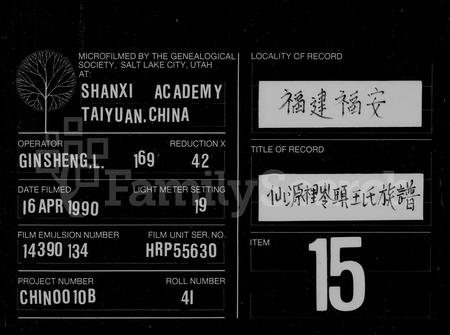 MICROFILMED BY THE GENEALOGICAL
SOCIETY, SALT LAKE CITY, UTAH
AT:
SHANXI ACADEMY
TAIYUAN, CHINA
OPERATOR
REDUCTION X
GINSHENG, L. 169 42
DATE FILMED
LIGHT METER SETTING
16 APR 1990 19
FILM EMULSION NUMBER
FILM UNIT SER. NO.
14390 134 HRP55630
PROJECT NUMBER
ROLL NUMBER
CHIN0010B 41
LOCALITY OF RECORD
福建福安
TITLE OF RECORD
仙源裡岺頭王氏族譜
ITEM
15
FamilySearch